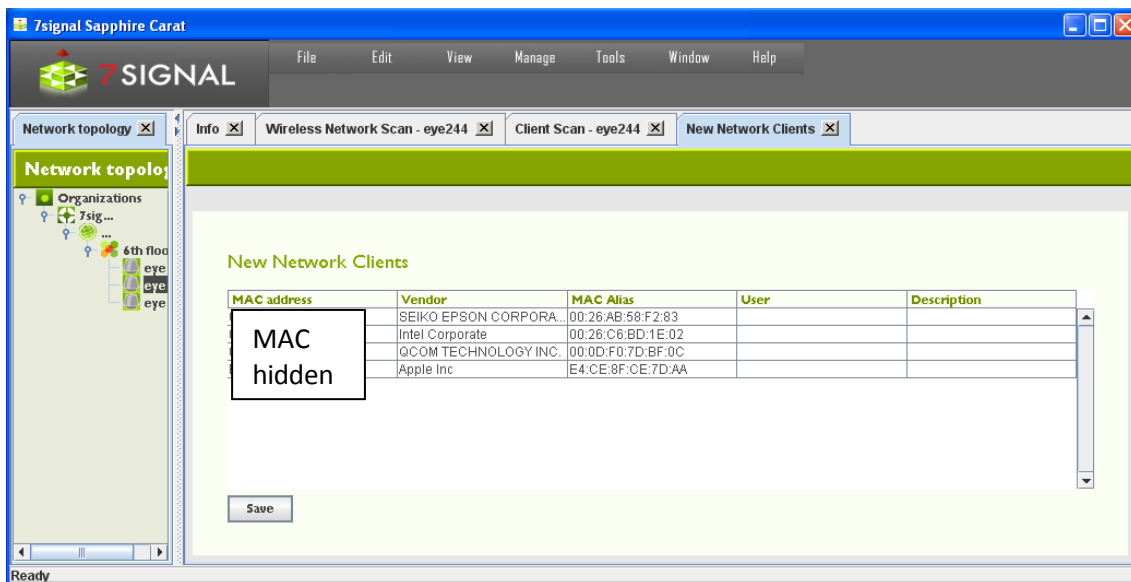 7signal Sapphire Carat
7SIGNAL
File Edit View Manage Tools Window Help
Network topology
Info Wireless Network Scan - eye244 Client Scan - eye244 New Network Clients
Network topolo
Organizations
7sig...
...
6th floo
eye
eye
eye
New Network Clients
MAC address Vendor MAC Alias User Description
SEIKO EPSON CORPORA... 00:26:AB:58:F2:83
Intel Corporate 00:26:C6:BD:1E:02
QCOM TECHNOLOGY INC. 00:0D:F0:7D:BF:0C
Apple Inc E4:CE:8F:CE:7D:AA
MAC
hidden
Save
Ready